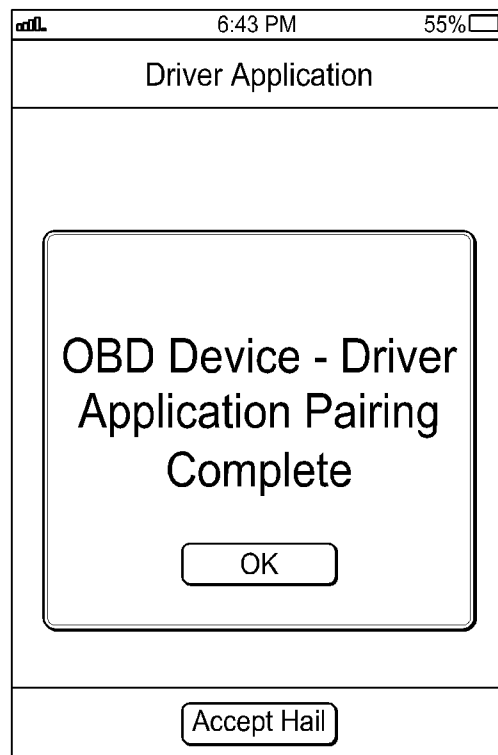 6:43 PM
55%
Driver Application
OBD Device - Driver
Application Pairing
Complete
OK
Accept Hail